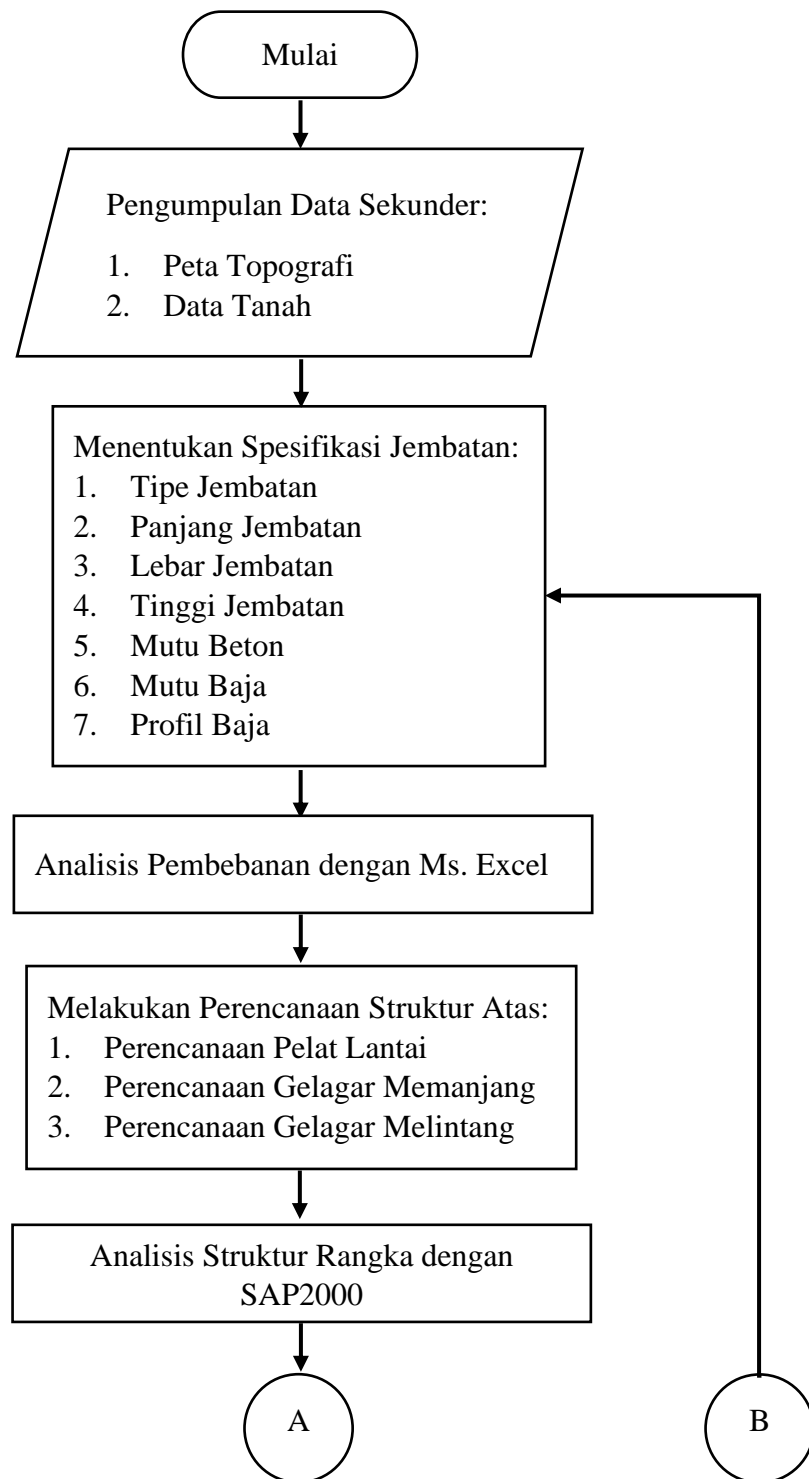 Mulai
Pengumpulan Data Sekunder:
1. Peta Topografi
2. Data Tanah
Menentukan Spesifikasi Jembatan:
1. Tipe Jembatan
2. Panjang Jembatan
3. Lebar Jembatan
4. Tinggi Jembatan
5. Mutu Beton
6. Mutu Baja
7. Profil Baja
Analisis Pembebanan dengan Ms. Excel
Melakukan Perencanaan Struktur Atas:
1. Perencanaan Pelat Lantai
2. Perencanaan Gelagar Memanjang
3. Perencanaan Gelagar Melintang
Analisis Struktur Rangka dengan
SAP2000
A
B